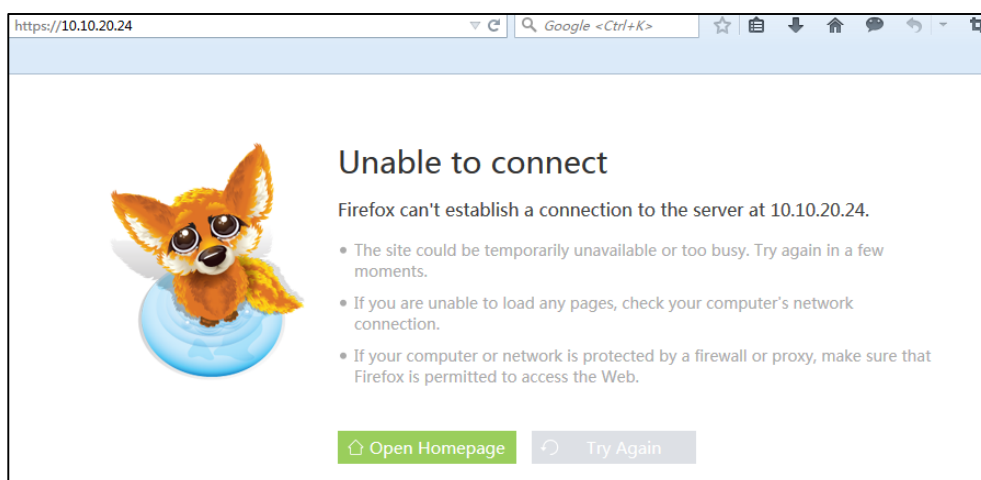 https://10.10.20.24
Google <Ctrl+K>
Unable to connect
Firefox can't establish a connection to the server at 10.10.20.24.
• The site could be temporarily unavailable or too busy. Try again in a few
moments.
• If you are unable to load any pages, check your computer's network
connection.
• If your computer or network is protected by a firewall or proxy, make sure that
Firefox is permitted to access the Web.
Open Homepage
Try Again